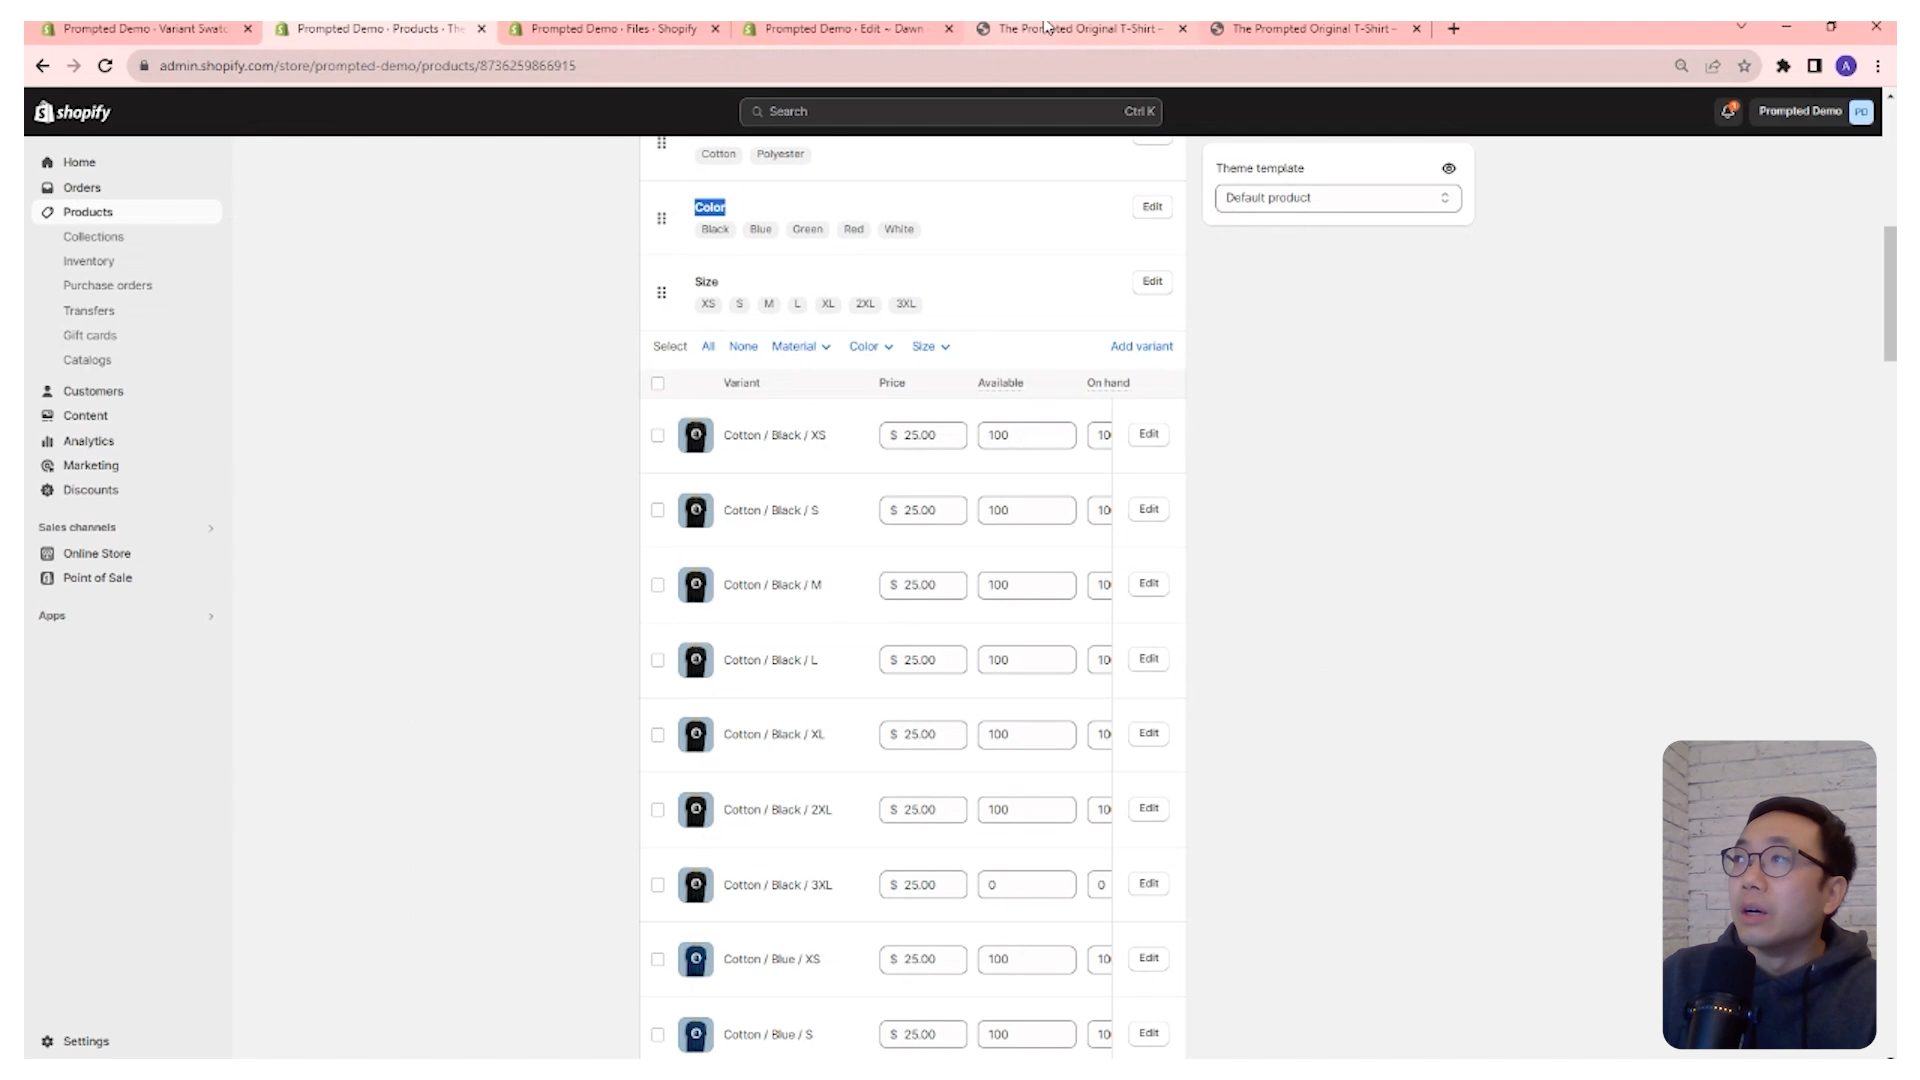 Prompted Demo · Variant Swatc
Prompted Demo · Products · The
Prompted Demo · Files · Shopify
Prompted Demo · Edit ~ Dawn
The Prompted Original T-Shirt –
The Prompted Original T-Shirt –
admin.shopify.com/store/prompted-demo/products/8736259866915
A
shopify
Search
Ctrl K
Prompted Demo
PD
Home
Orders
Products
Collections
Inventory
Purchase orders
Transfers
Gift cards
Catalogs
Customers
Content
Analytics
Marketing
Discounts
Sales channels
Online Store
Point of Sale
Apps
Settings
Cotton Polyester
Color Edit
Black Blue Green Red White
Size Edit
XS S M L XL 2XL 3XL
Select All None Material Color Size Add variant
Variant Price Available On hand
Cotton / Black / XS $ 25.00 100 10 Edit
Cotton / Black / S $ 25.00 100 10 Edit
Cotton / Black / M $ 25.00 100 10 Edit
Cotton / Black / L $ 25.00 100 10 Edit
Cotton / Black / XL $ 25.00 100 10 Edit
Cotton / Black / 2XL $ 25.00 100 10 Edit
Cotton / Black / 3XL $ 25.00 0 0 Edit
Cotton / Blue / XS $ 25.00 100 10 Edit
Cotton / Blue / S $ 25.00 100 10 Edit
Theme template
Default product